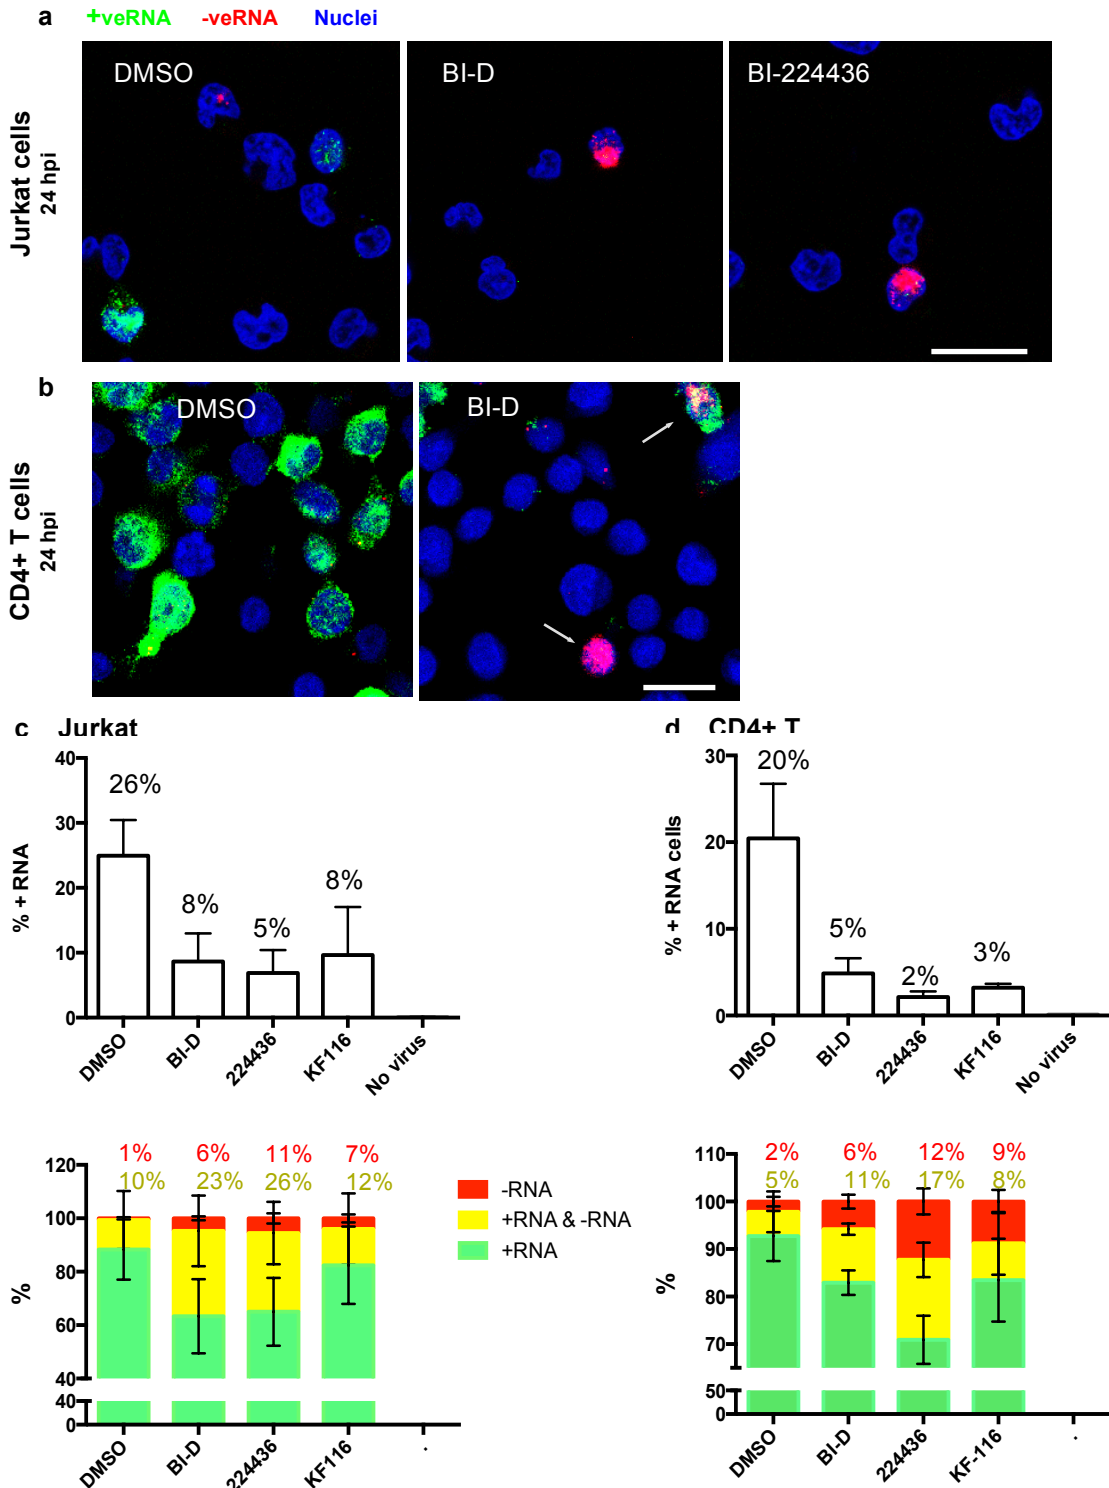 a +veRNA -veRNA Nuclei
DMSO
BI-D
BI-224436
Jurkat cells
24 hpi
b
DMSO
BI-D
CD4+ T cells
24 hpi
c Jurkat
40
30
20
10
0
% + RNA
26%
8%
5%
8%
DMSO
BI-D
224436
KF116
No virus
d CD4+ T
30
20
10
0
% + RNA cells
20%
5%
2%
3%
DMSO
BI-D
224436
KF116
No virus
1% 6% 11% 7%
10% 23% 26% 12%
120
100
80
60
40
40
0
%
DMSO
BI-D
224436
KF116
.
-RNA
+RNA & -RNA
+RNA
2% 6% 12% 9%
5% 11% 17% 8%
110
100
90
80
70
50
0
%
DMSO
BI-D
224436
KF-116
.